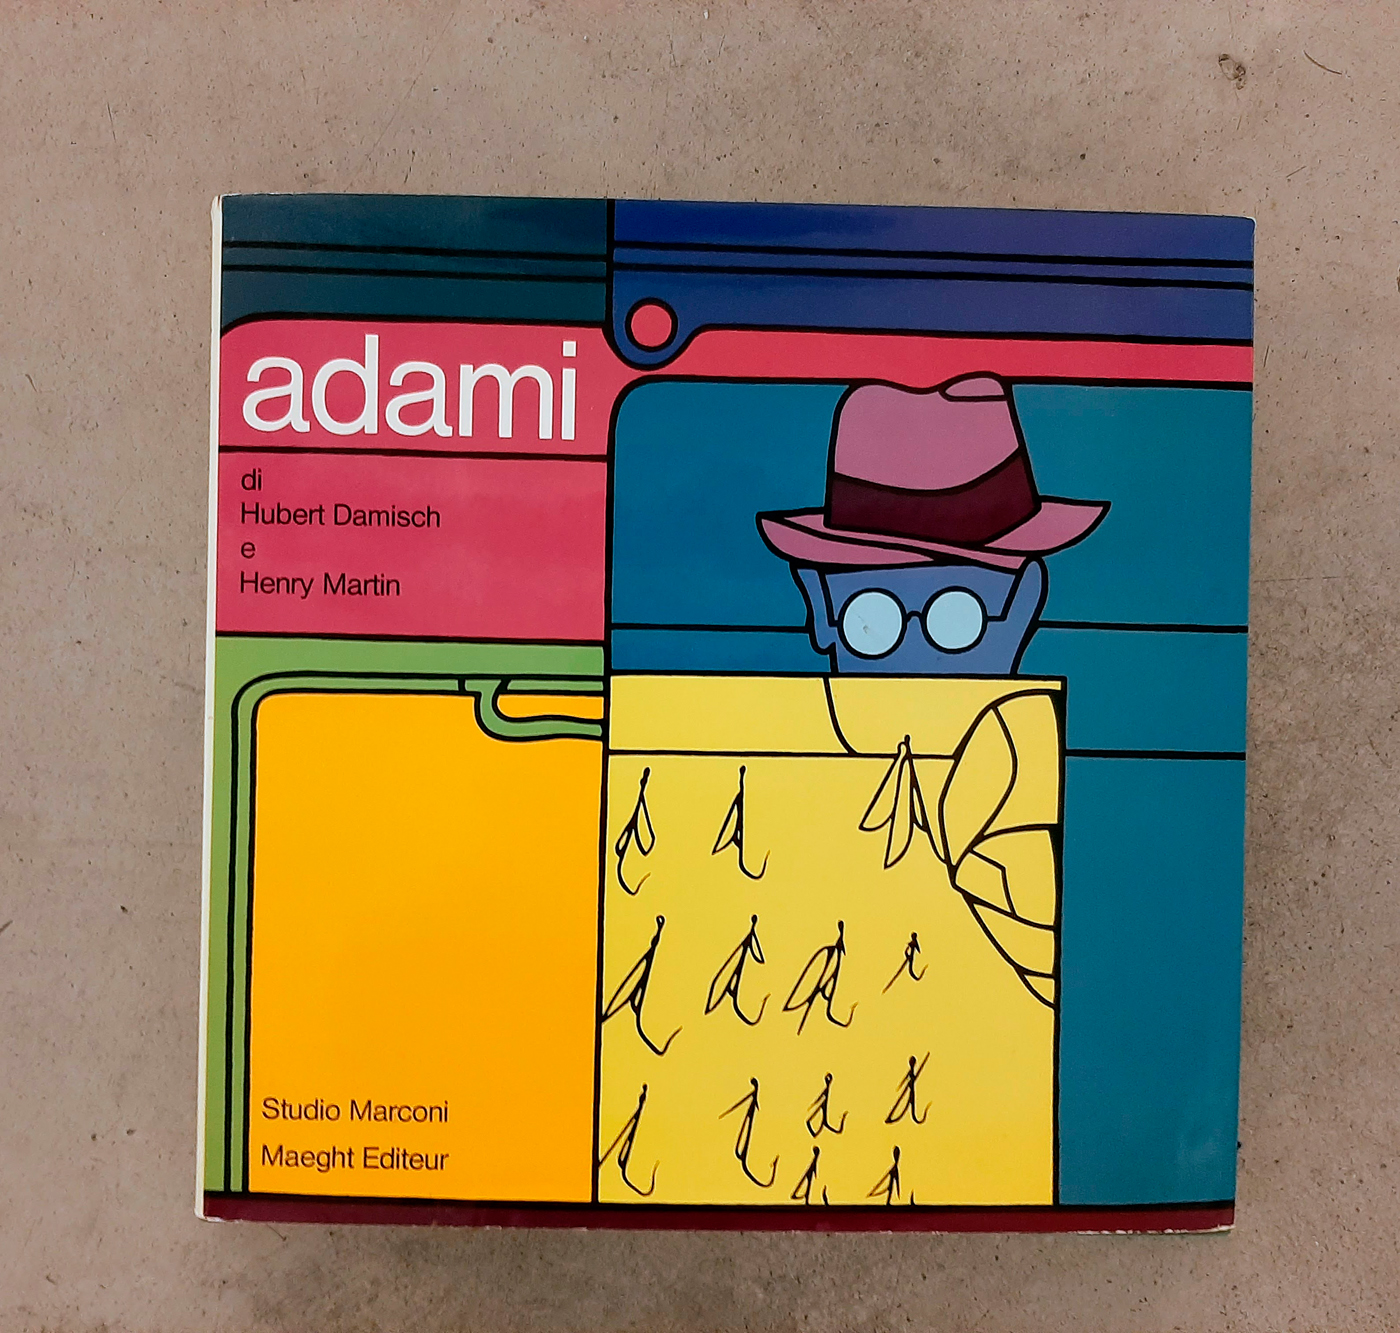 adami
di
Hubert Damisch
e
Henry Martin
Studio Marconi
Maeght Editeur